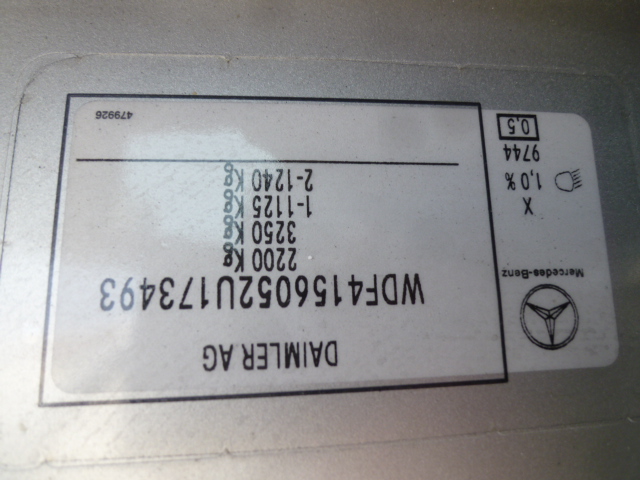 DAIMLER AG
WDF4156052U173493
2200 Kg
3250 Kg
1-1125 Kg
2-1240 Kg
479926
Mercedes-Benz
X
1,0%
9744
0,5